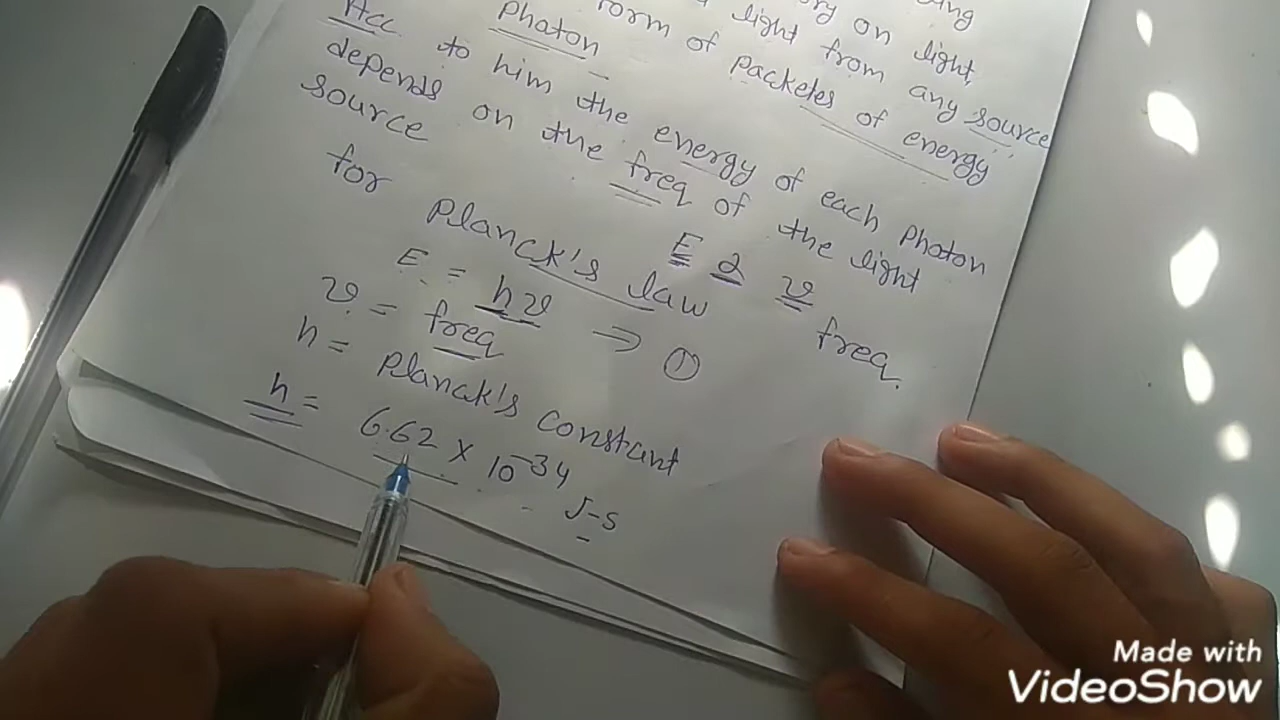 ory on light,
light from any source
form of packetes of energy
photon
Acc to him the energy of each photon
depends on the freq of the light
source
E α ν freq.
for planck's law
E = hν ⇒ ①
ν = freq
h = planak's constant
h = 6.62 × 10⁻³⁴ J-s
Made with
VideoShow